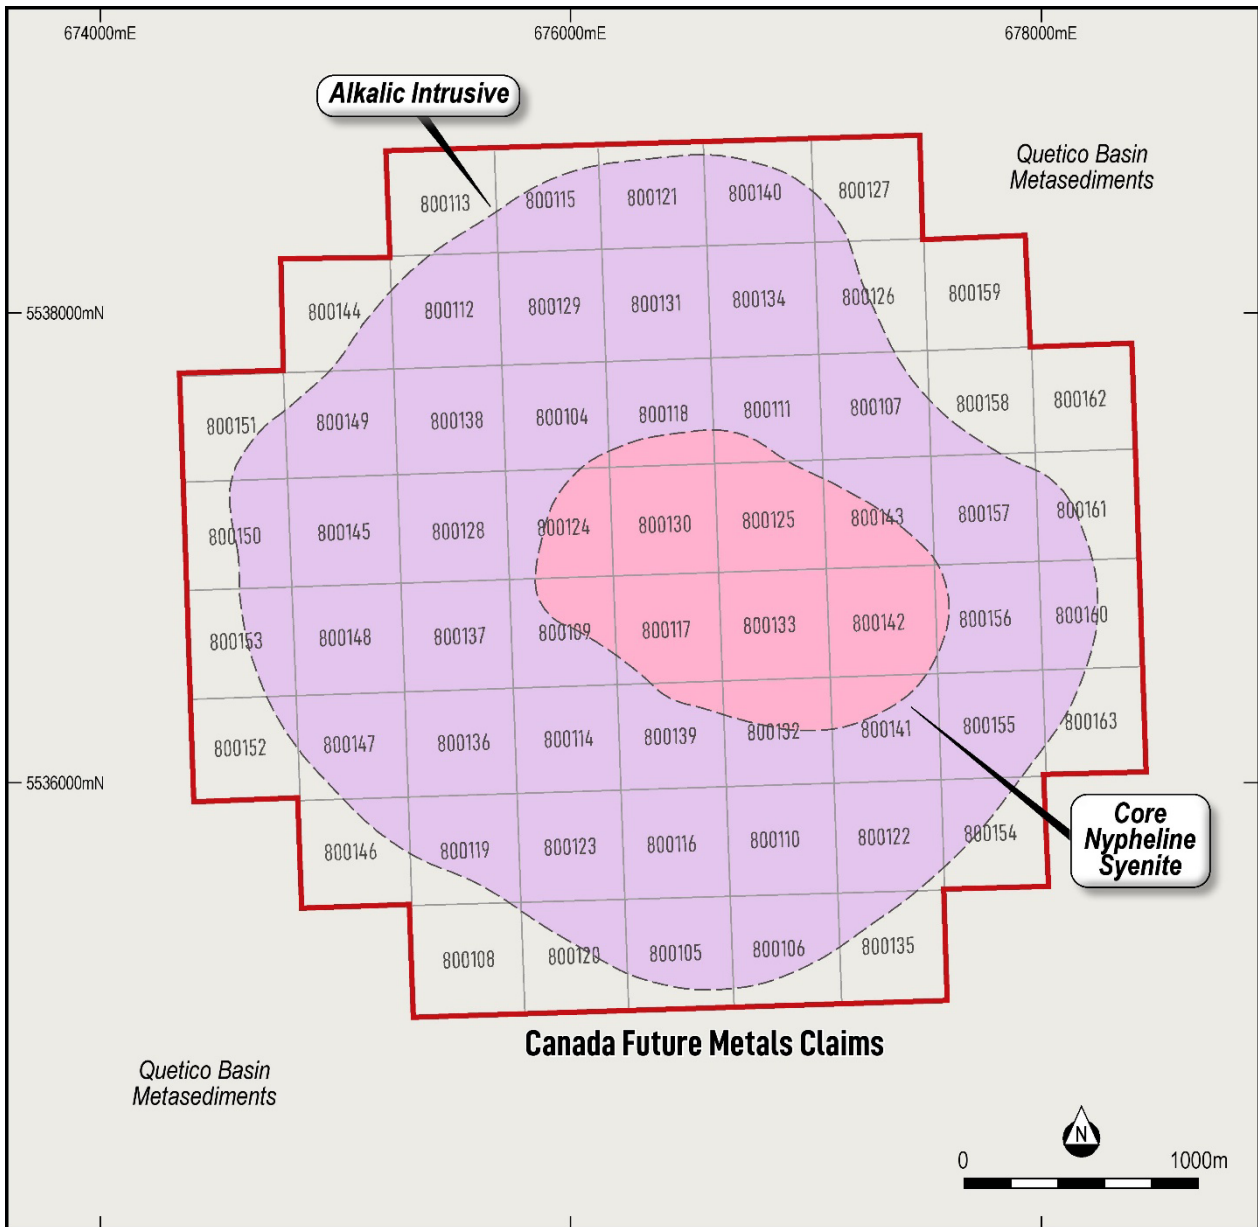 674000mE 676000mE 678000mE
Alkalic Intrusive
Quetico Basin
Metasediments
800113 800115 800121 800140 800127
5538000mN
800144 800112 800129 800131 800134 800126 800159
800151 800149 800138 800104 800118 800111 800107 800158 800162
800150 800145 800128 800124 800130 800125 800143 800157 800161
800153 800148 800137 800109 800117 800133 800142 800156 800160
800152 800147 800136 800114 800139 800132 800141 800155 800163
5536000mN
800146 800119 800123 800116 800110 800122 800154
Core
Nypheline
Syenite
800108 800120 800105 800106 800135
Canada Future Metals Claims
Quetico Basin
Metasediments
N
0 1000m